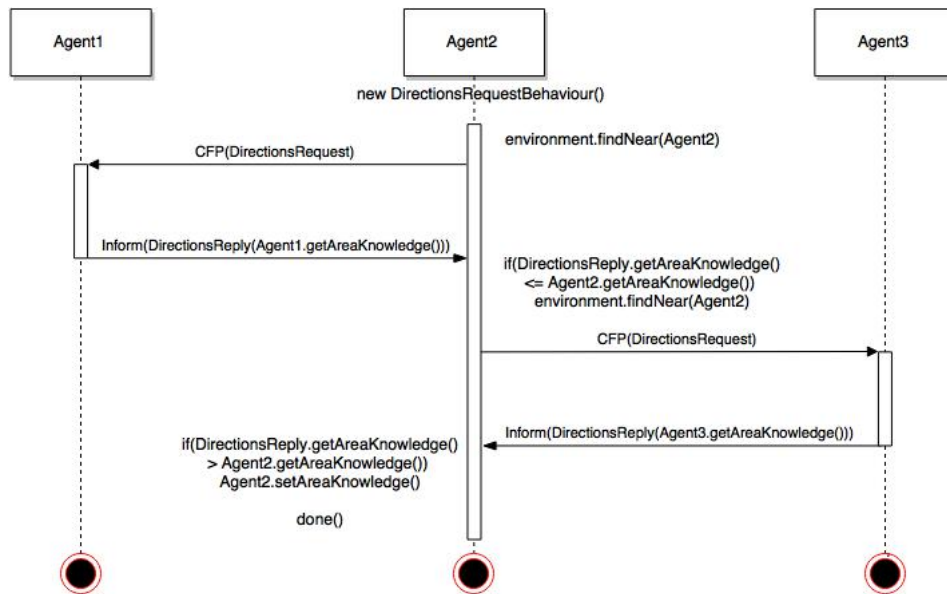 Agent1
Agent2
Agent3
new DirectionsRequestBehaviour()
environment.findNear(Agent2)
CFP(DirectionsRequest)
Inform(DirectionsReply(Agent1.getAreaKnowledge()))
if(DirectionsReply.getAreaKnowledge()
<= Agent2.getAreaKnowledge())
environment.findNear(Agent2)
CFP(DirectionsRequest)
Inform(DirectionsReply(Agent3.getAreaKnowledge()))
if(DirectionsReply.getAreaKnowledge()
> Agent2.getAreaKnowledge())
Agent2.setAreaKnowledge()
done()